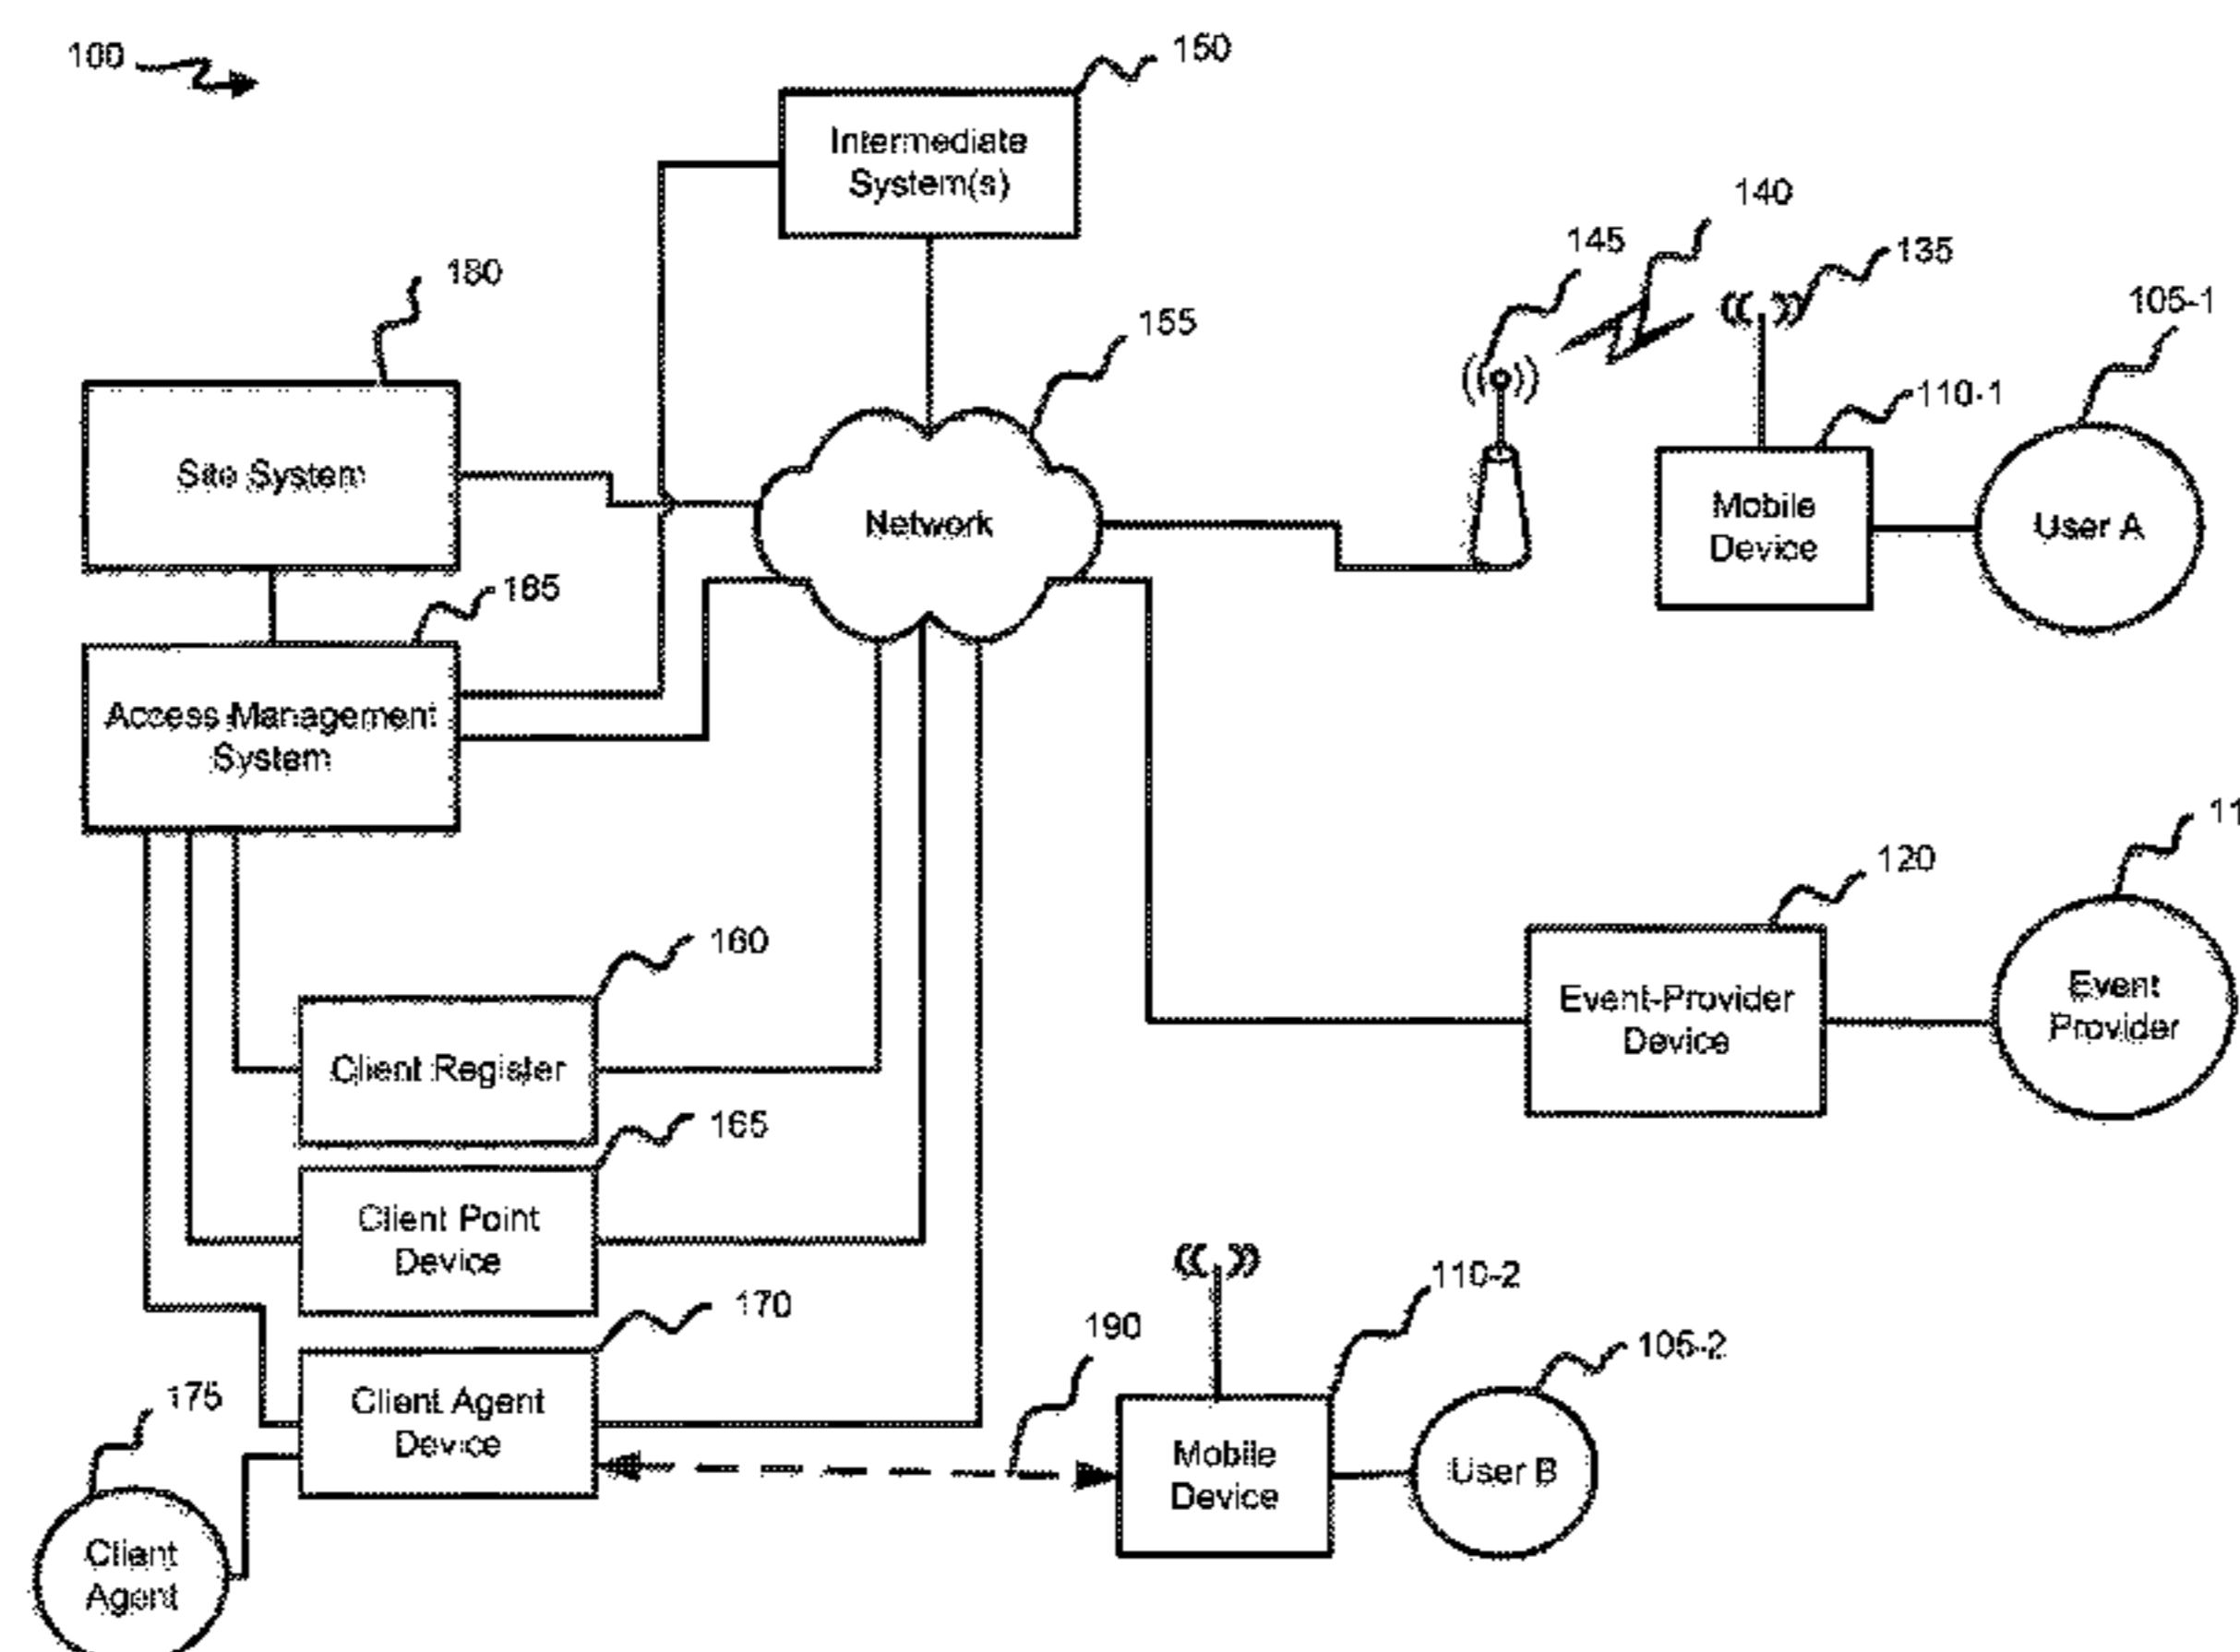 100
150
Intermediate
System(s)
140
145
135
180
155
105-1
110-1
Site System
Network
Mobile
Device
User A
185
Access Management
System
11
120
160
Event-Provider
Device
Event
Provider
Client Register
165
Client Point
Device
110-2
170
190
105-2
175
Client Agent
Device
Mobile
Device
User B
Client
Agent